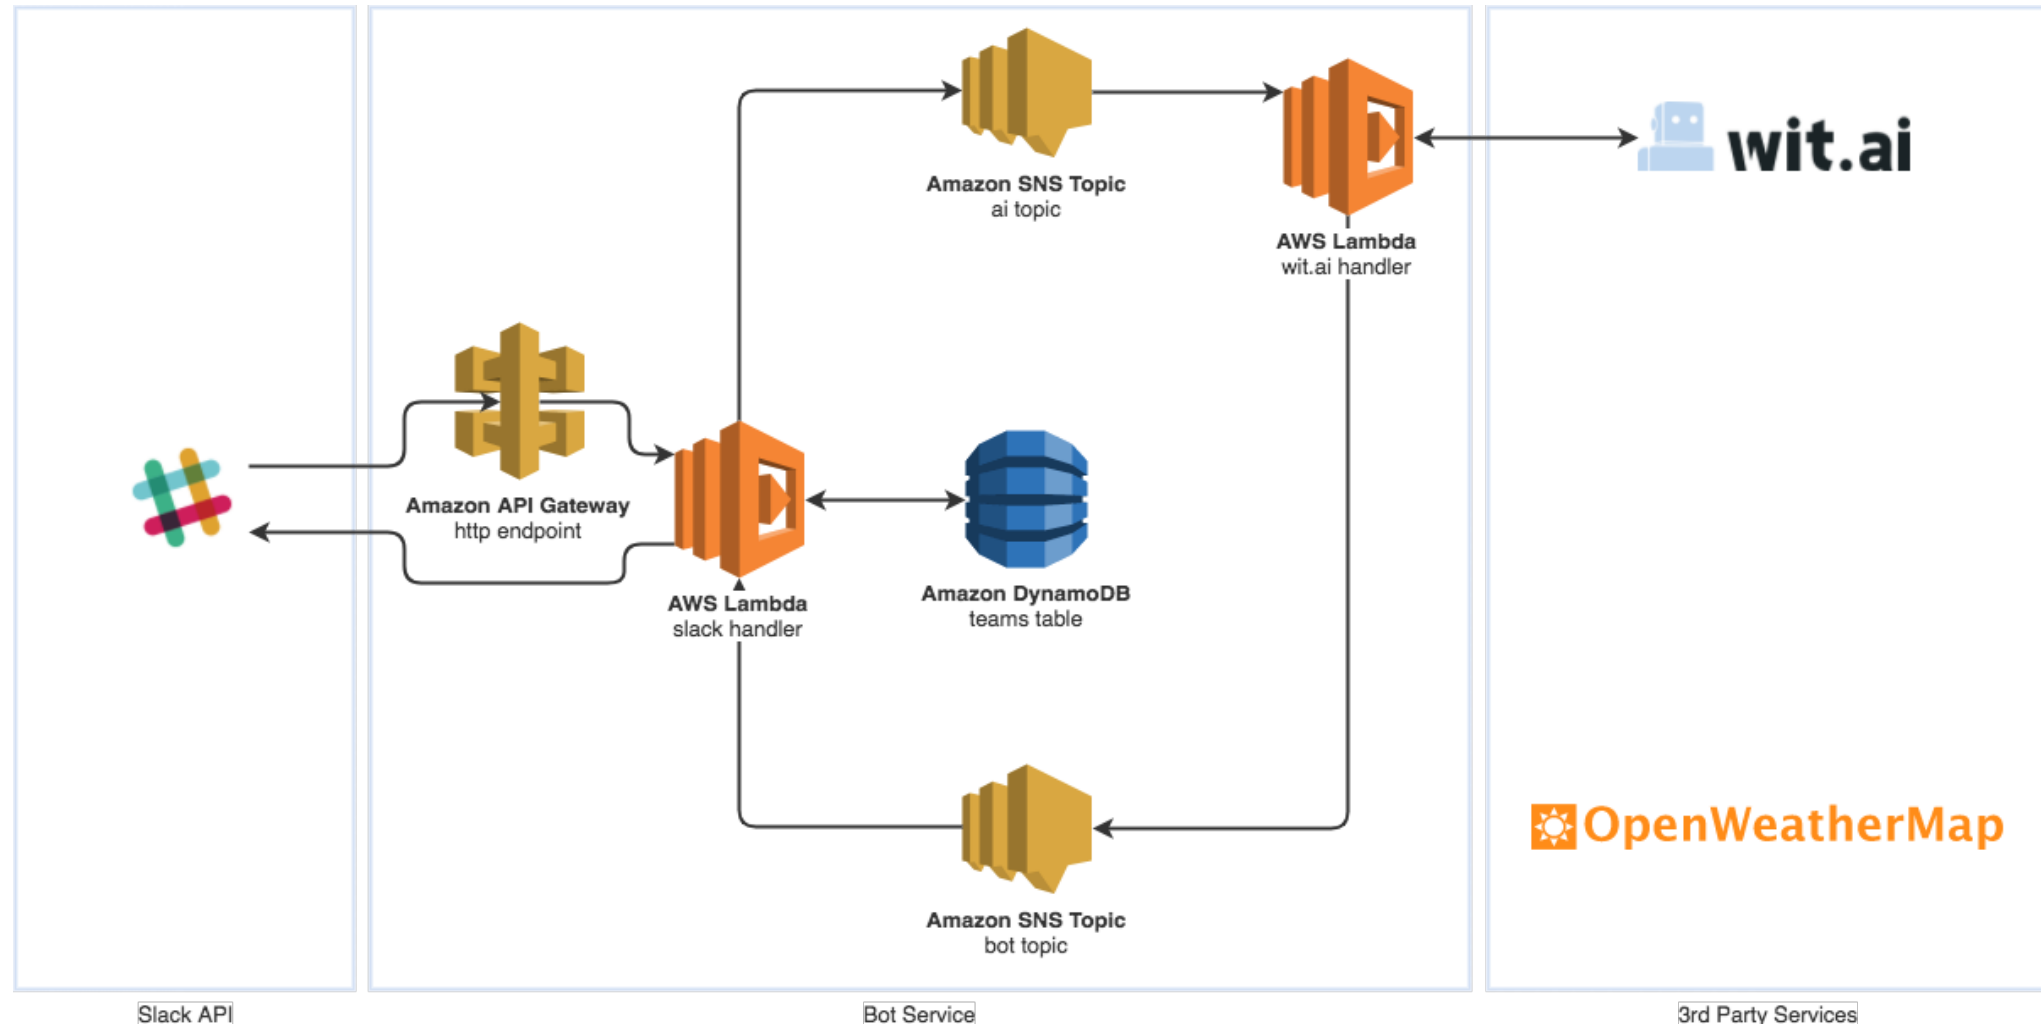 Amazon SNS Topic
ai topic
AWS Lambda
wit.ai handler
wit.ai
Amazon API Gateway
http endpoint
AWS Lambda
slack handler
Amazon DynamoDB
teams table
Amazon SNS Topic
bot topic
OpenWeatherMap
Slack API
Bot Service
3rd Party Services